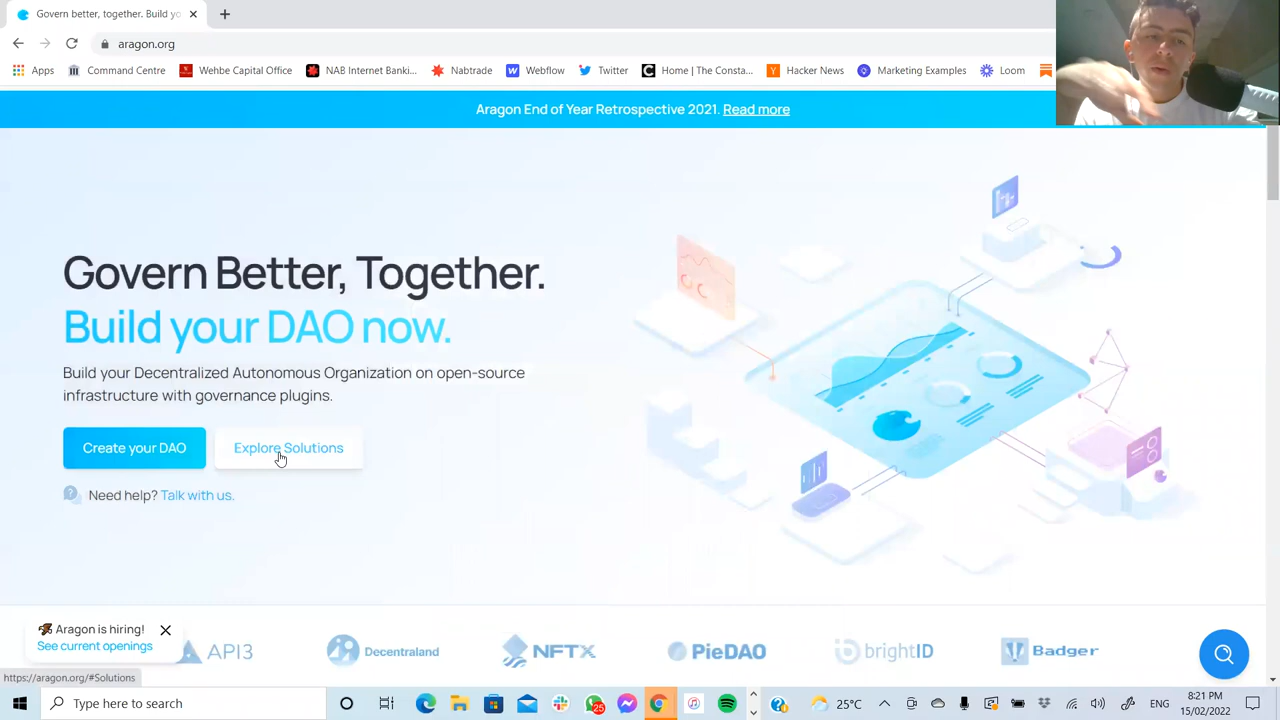 Govern better, together. Build yo
aragon.org
Apps
Command Centre
Wehbe Capital Office
NAB Internet Banki...
Nabtrade
Webflow
Twitter
Home | The Consta...
Hacker News
Marketing Examples
Loom
Aragon End of Year Retrospective 2021. Read more
Govern Better, Together.
Build your DAO now.
Build your Decentralized Autonomous Organization on open-source
infrastructure with governance plugins.
Create your DAO
Explore Solutions
Need help? Talk with us.
Aragon is hiring!
See current openings
API3
Decentraland
NFTX
PieDAO
brightID
Badger
https://aragon.org/#Solutions
Type here to search
25
25°C
ENG
8:21 PM
15/02/2022